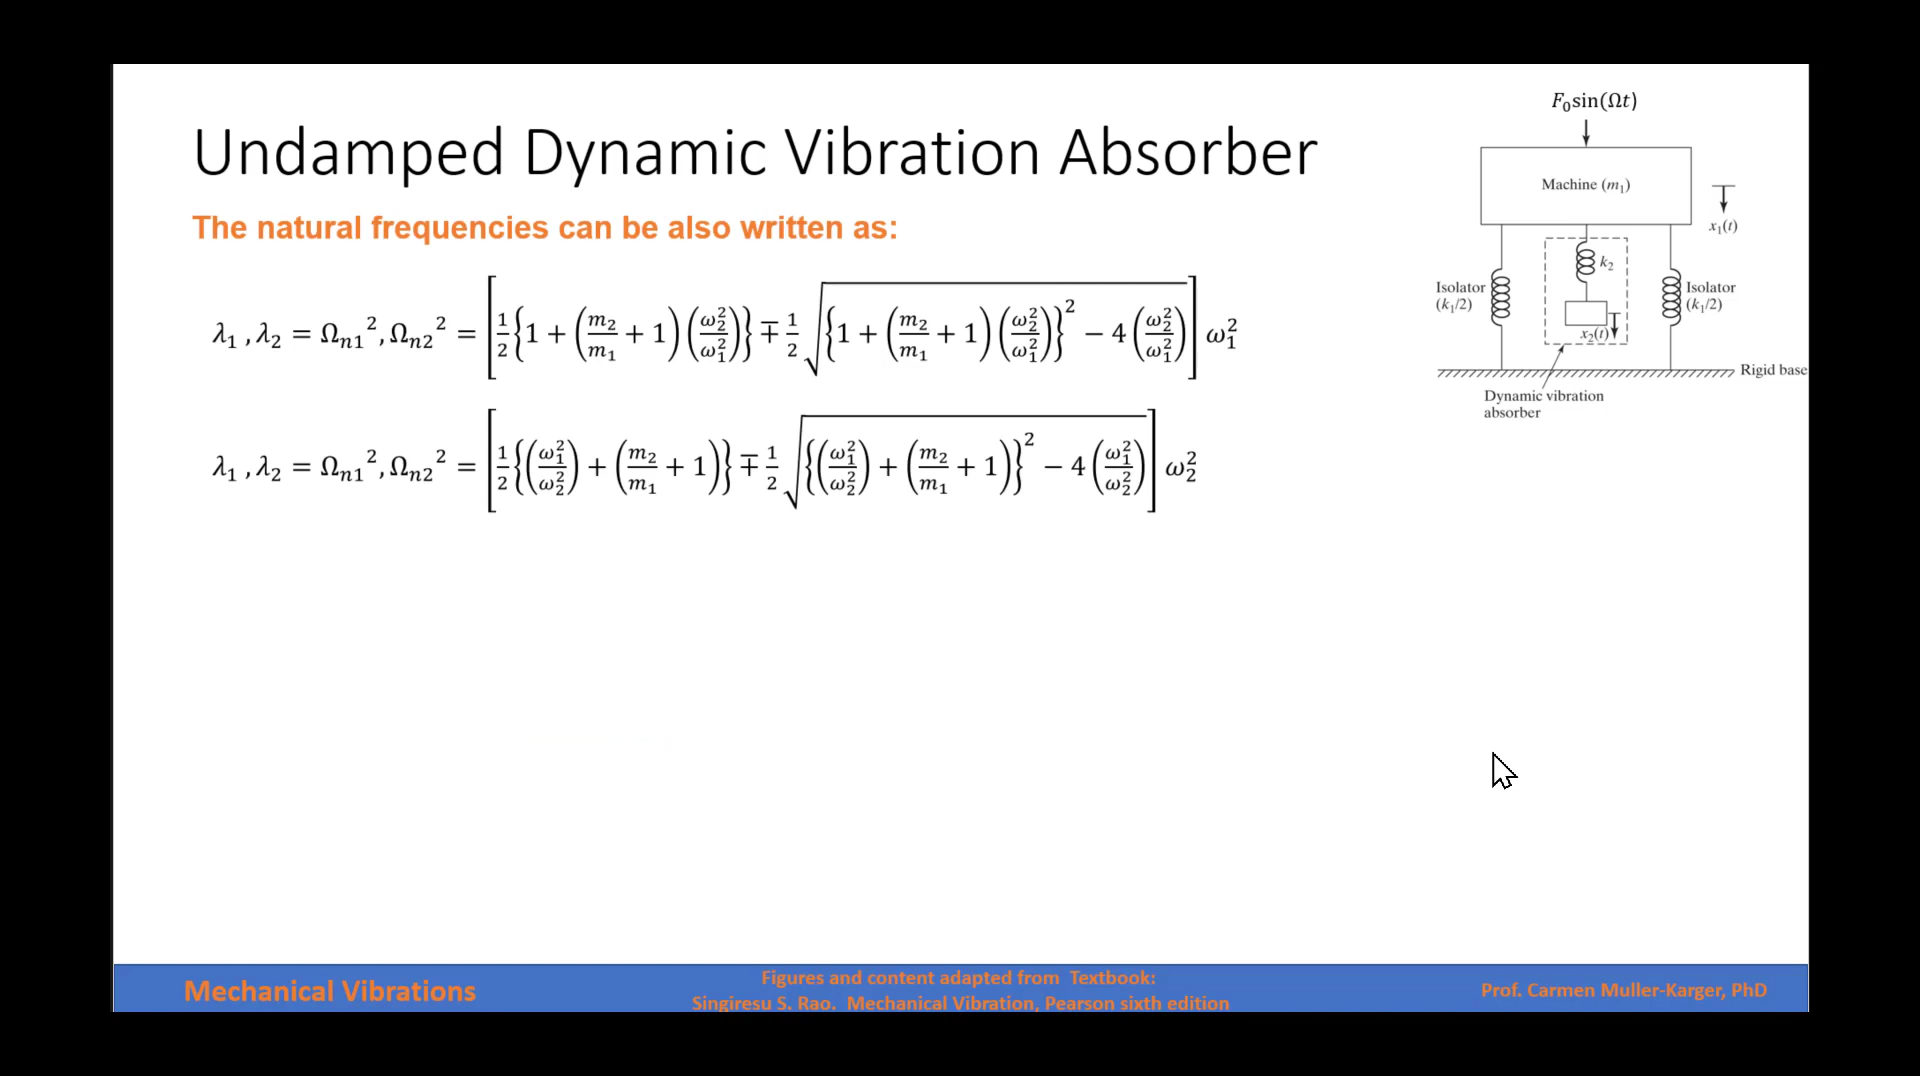 Undamped Dynamic Vibration Absorber
The natural frequencies can be also written as:
λ₁ , λ₂ = Ωₙ₁², Ωₙ₂² = [½{1 + (m₂/m₁ + 1)(ω₂²/ω₁²)} ∓ ½ √({1 + (m₂/m₁ + 1)(ω₂²/ω₁²)}² − 4(ω₂²/ω₁²))] ω₁²
λ₁ , λ₂ = Ωₙ₁², Ωₙ₂² = [½{(ω₁²/ω₂²) + (m₂/m₁ + 1)} ∓ ½ √({(ω₁²/ω₂²) + (m₂/m₁ + 1)}² − 4(ω₁²/ω₂²))] ω₂²
F₀sin(Ωt)
Machine (m₁)
x₁(t)
k₂
Isolator
(k₁/2)
Isolator
(k₁/2)
x₂(t)
Rigid base
Dynamic vibration
absorber
Mechanical Vibrations
Figures and content adapted from Textbook:
Singiresu S. Rao. Mechanical Vibration, Pearson sixth edition
Prof. Carmen Muller-Karger, PhD